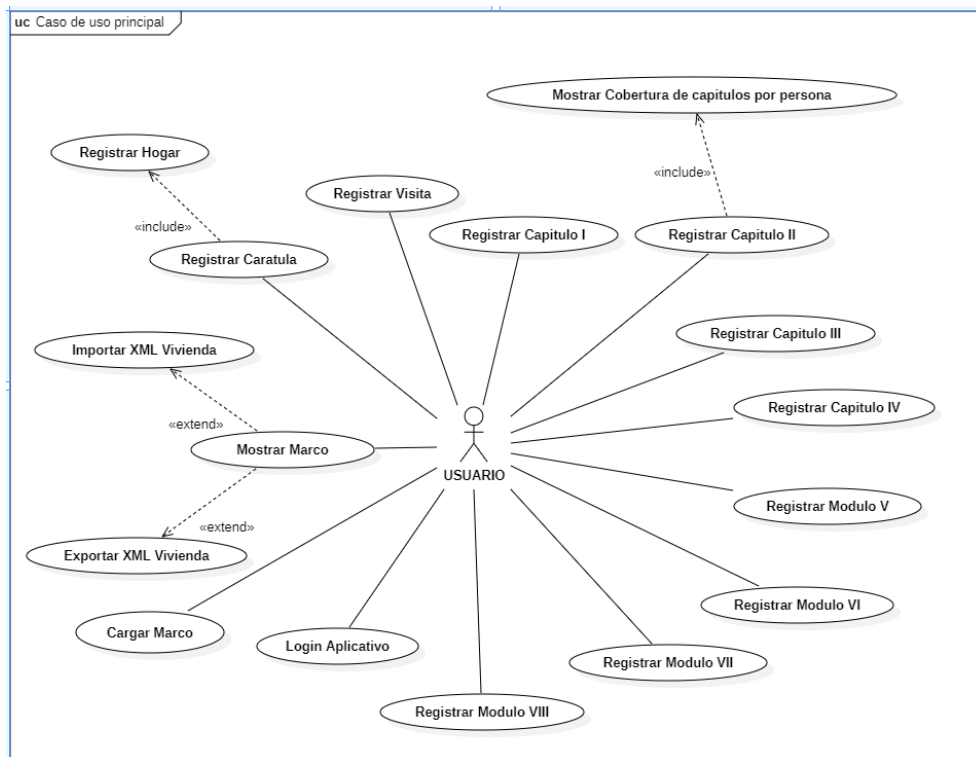 uc Caso de uso principal
Mostrar Cobertura de capitulos por persona
Registrar Hogar
«include»
Registrar Visita
«include»
Registrar Capitulo I
Registrar Capitulo II
Registrar Caratula
Registrar Capitulo III
Importar XML Vivienda
Registrar Capitulo IV
«extend»
Mostrar Marco
USUARIO
Registrar Modulo V
«extend»
Exportar XML Vivienda
Registrar Modulo VI
Cargar Marco
Login Aplicativo
Registrar Modulo VII
Registrar Modulo VIII